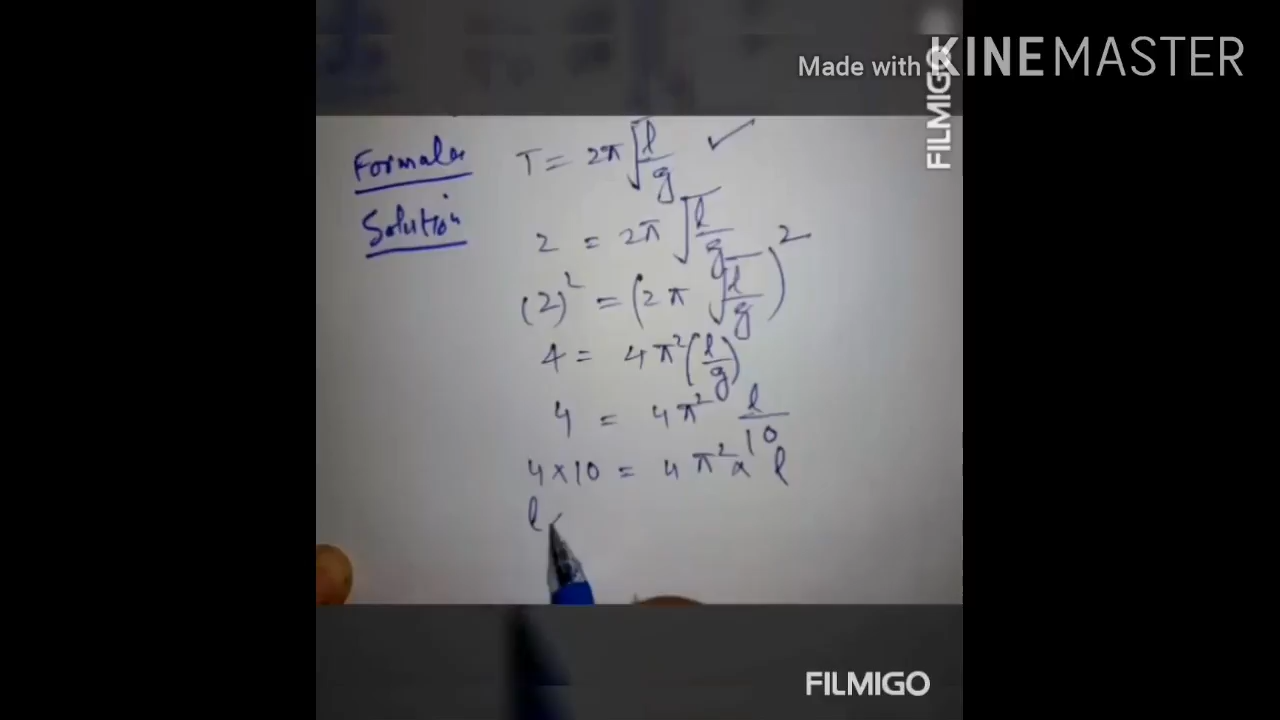 Made with KINEMASTER
FILMIGO
Formula T = 2π√(l/g) ✓
Solution
2 = 2π √(l/g)
(2)² = (2π √(l/g))²
4 = 4π² (l/g)
4 = 4π² l/10
4 × 10 = 4π² × l
l
FILMIGO